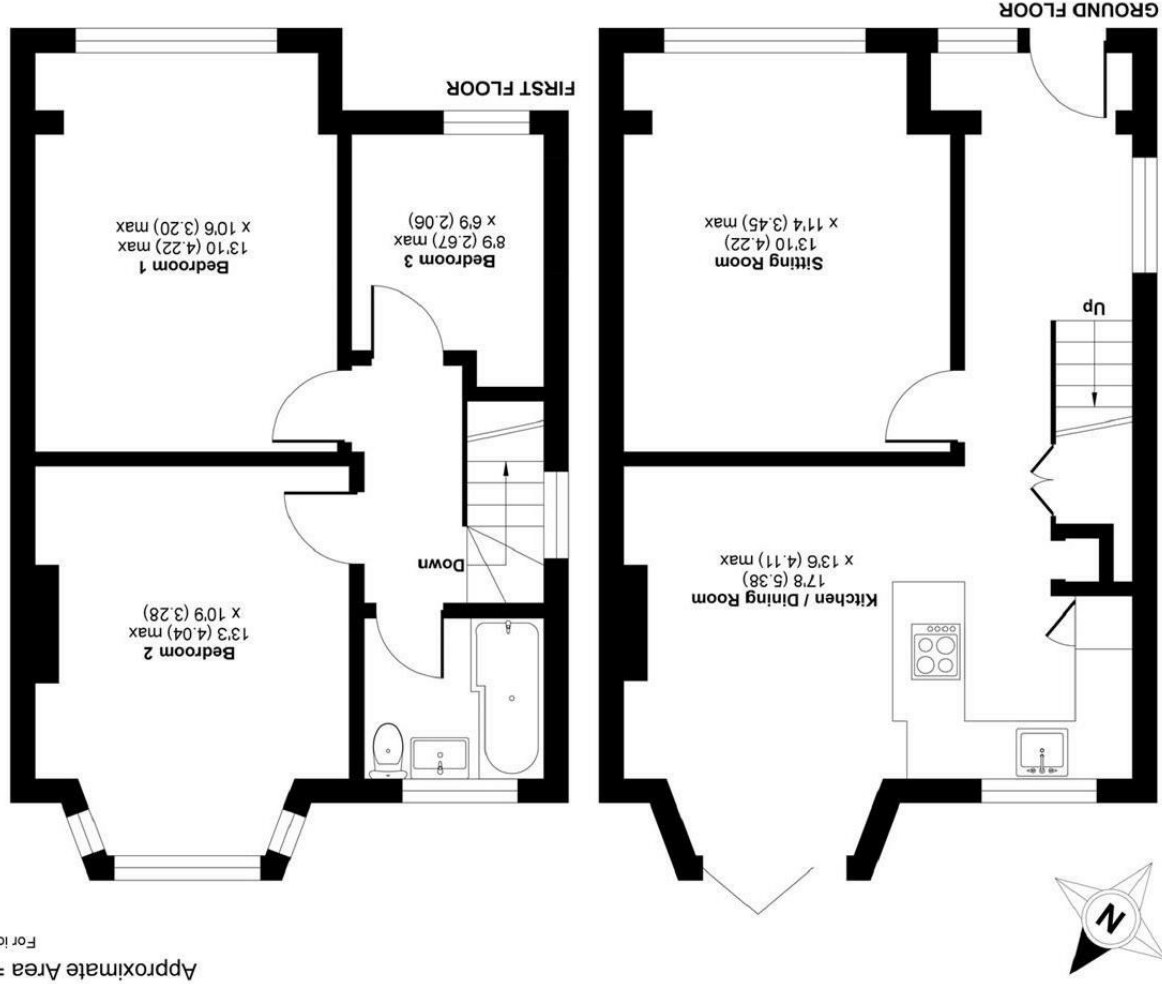 Approximate Area =
For id
N
Kitchen / Dining Room
17'8 (5.38)
x 13'6 (4.11) max
Bedroom 2
13'3 (4.04) max
x 10'9 (3.28)
Down
Up
Sitting Room
13'10 (4.22)
x 11'4 (3.45) max
Bedroom 3
8'9 (2.67) max
x 6'9 (2.06)
Bedroom 1
13'10 (4.22) max
x 10'6 (3.20) max
FIRST FLOOR
GROUND FLOOR